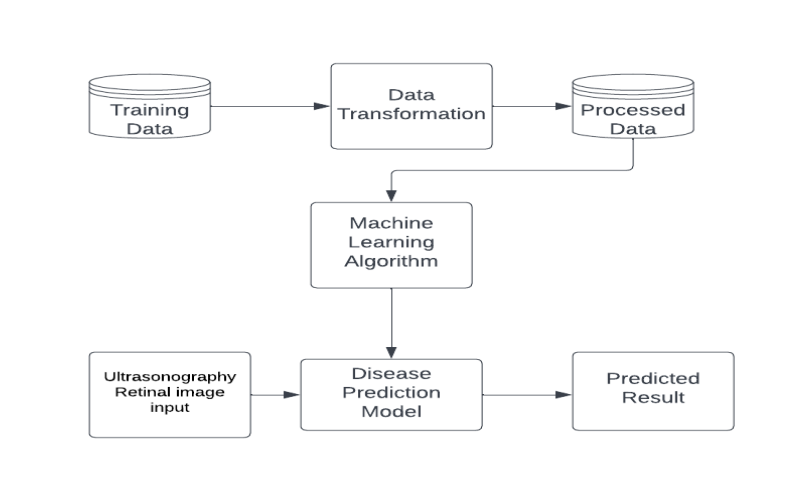 Training
Data
Data
Transformation
Processed
Data
Machine
Learning
Algorithm
Ultrasonography
Retinal image
input
Disease
Prediction
Model
Predicted
Result